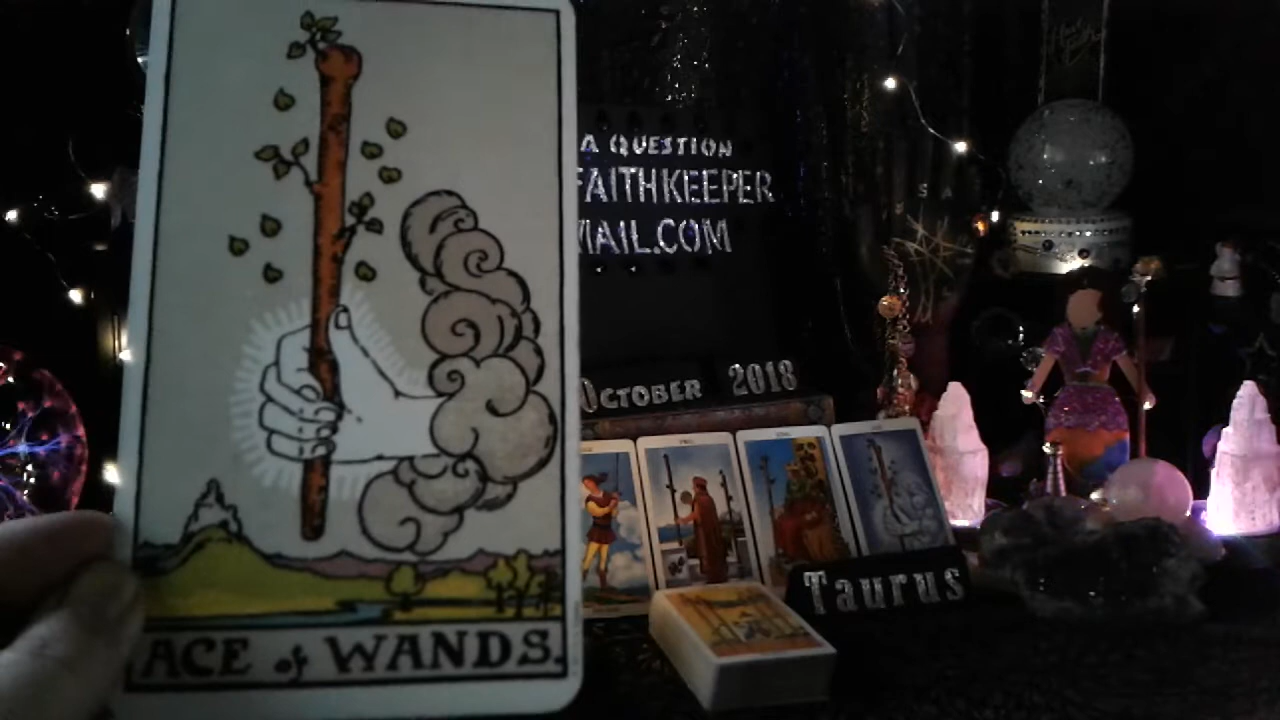 ACE of WANDS.
A QUESTION
FAITHKEEPER
MAIL.COM
OCTOBER 2018
Taurus